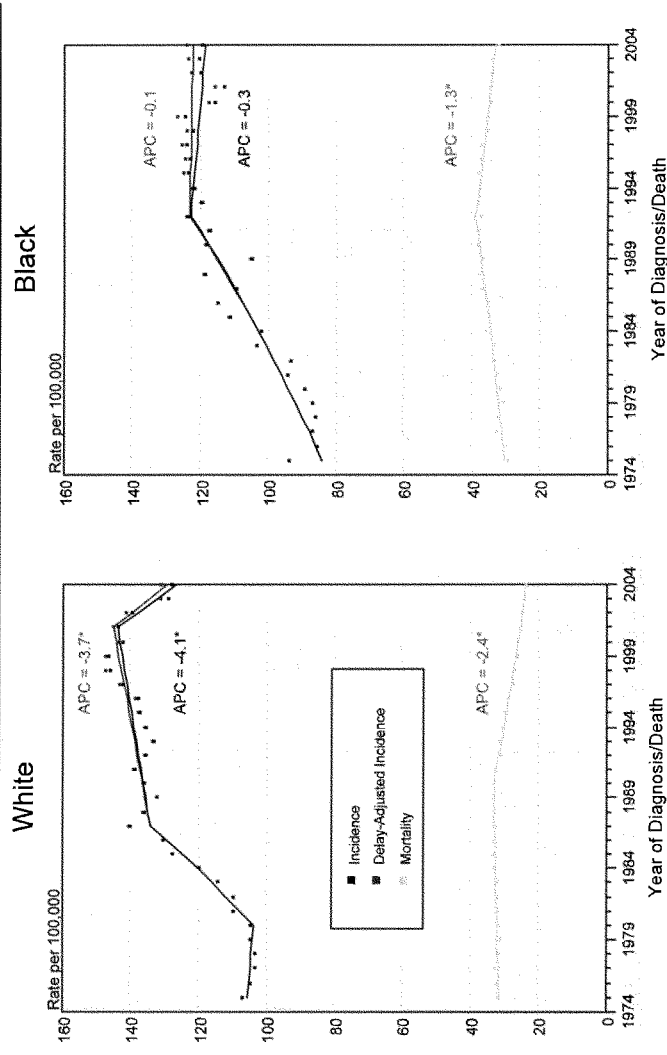 White
Rate per 100,000
160
140
120
100
80
60
40
20
0
APC = -3.7*
APC = -4.1*
APC = -2.4*
Incidence
Delay-Adjusted Incidence
Mortality
1974
1979
1984
1989
1994
1999
2004
Year of Diagnosis/Death
Black
Rate per 100,000
160
140
120
100
80
60
40
20
0
APC = -0.1
APC = -0.3
APC = -1.3*
1974
1979
1984
1989
1994
1999
2004
Year of Diagnosis/Death